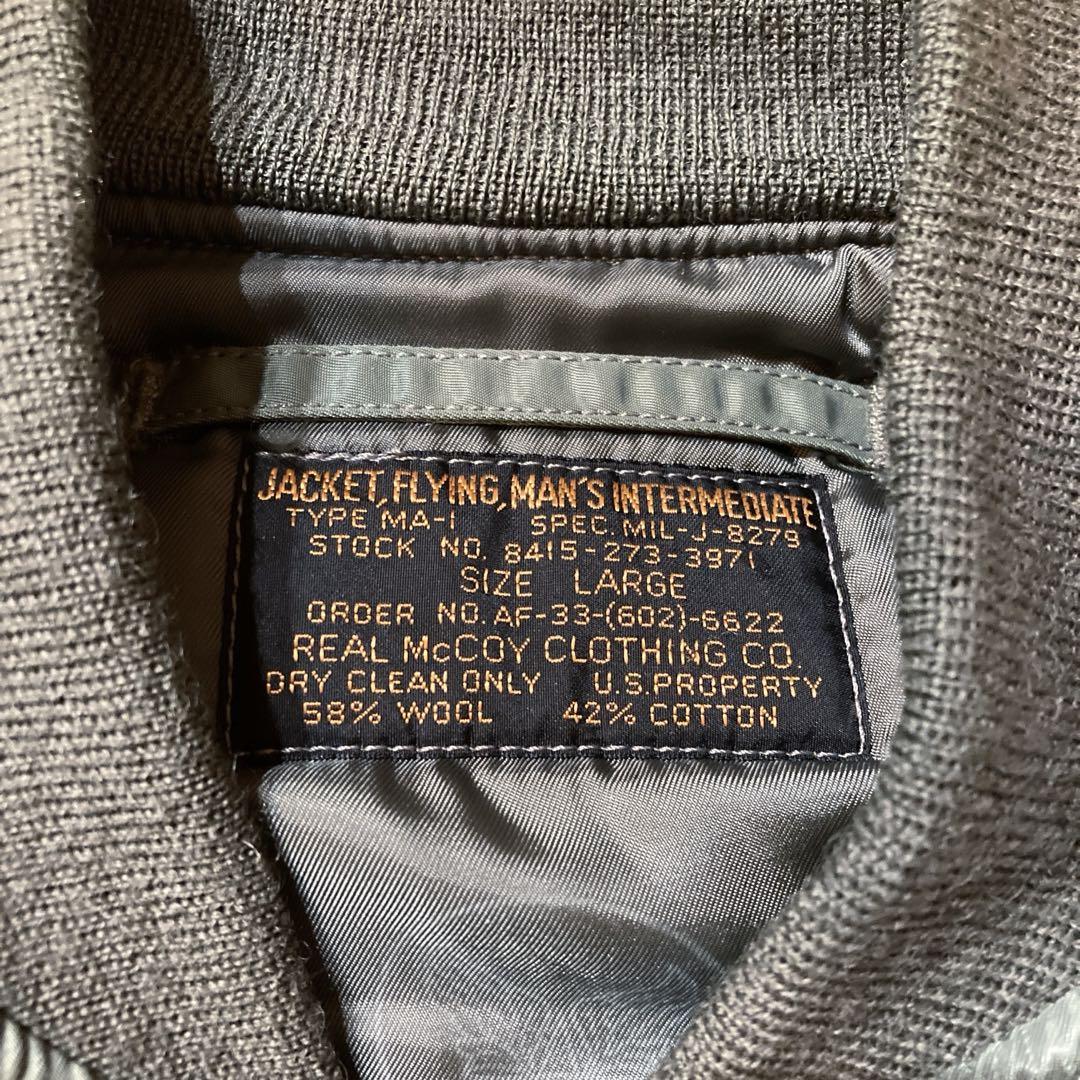 JACKET, FLYING, MAN'S INTERMEDIATE
TYPE MA-1 SPEC. MIL-J-8279
STOCK NO. 8415-273-3971
SIZE LARGE
ORDER NO. AF-33-(602)-6622
REAL McCOY CLOTHING CO.
DRY CLEAN ONLY U.S. PROPERTY
58% WOOL 42% COTTON